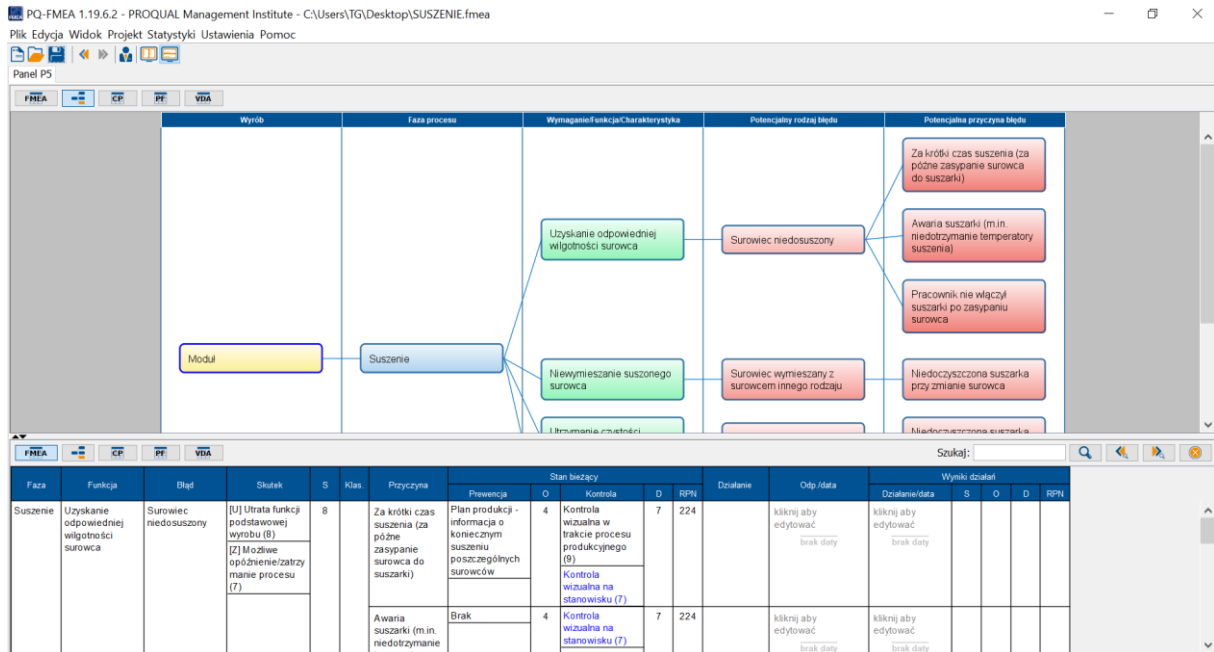 PQ-FMEA 1.19.6.2 - PROQUAL Management Institute - C:\Users\TG\Desktop\SUSZENIE.fmea
Plik Edycja Widok Projekt Statystyki Ustawienia Pomoc
Panel P5
FMEA CP PF VDA
Wyrób Faza procesu Wymaganie/Funkcja/Charakterystyka Potencjalny rodzaj błędu Potencjalna przyczyna błędu
Za krótki czas suszenia (za
późne zasypanie surowca
do suszarki)
Uzyskanie odpowiedniej
wilgotności surowca
Surowiec niedosuszony
Awaria suszarki (m.in.
niedotrzymanie temperatory
suszenia)
Pracownik nie włączył
suszarki po zasypaniu
surowca
Moduł
Suszenie
Niewymieszanie suszonego
surowca
Surowiec wymieszany z
surowcem innego rodzaju
Niedoczyszczona suszarka
przy zmianie surowca
Utrzymanie czystości
Niedoczyszczona suszarka
FMEA CP PF VDA
Szukaj:
Faza Funkcja Błąd Skutek S Klas. Przyczyna Stan bieżący Działanie Odp./data Wyniki działań
Prewencja O Kontrola D RPN Działanie/data S O D RPN
Suszenie
Uzyskanie
odpowiedniej
wilgotności
surowca
Surowiec
niedosuszony
[U] Utrata funkcji
podstawowej
wyrobu (8)
[Z] Możliwe
opóźnienie/zatrzy
manie procesu
(7)
8
Za krótki czas
suszenia (za
późne
zasypanie
surowca do
suszarki)
Plan produkcji -
informacja o
koniecznym
suszeniu
poszczególnych
surowców
4
Kontrola
wizualna w
trakcie procesu
produkcyjnego
(9)
Kontrola
wizualna na
stanowisku (7)
7
224
kliknij aby
edytować
brak daty
kliknij aby
edytować
brak daty
Awaria
suszarki (m.in.
niedotrzymanie
Brak
4
Kontrola
wizualna na
stanowisku (7)
7
224
kliknij aby
edytować
brak daty
kliknij aby
edytować
brak daty